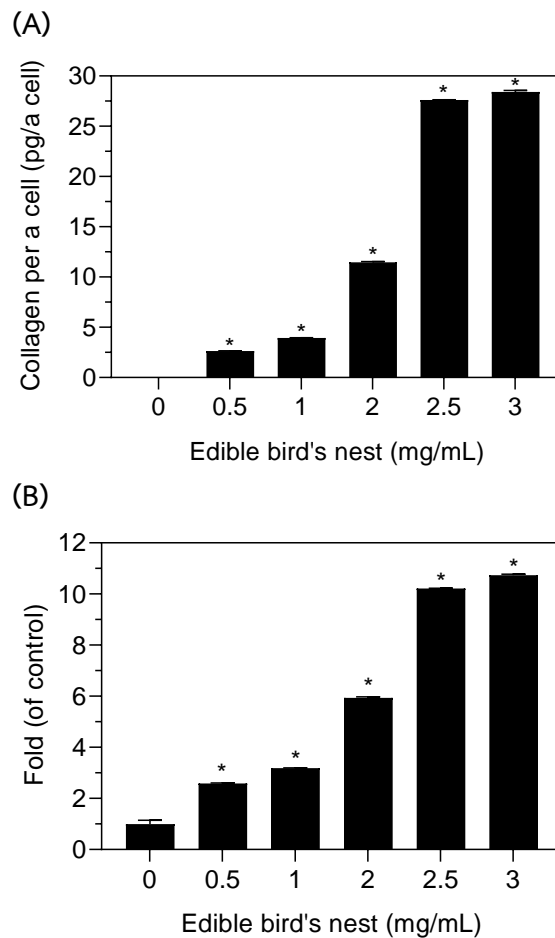 (A)
Collagen per a cell (pg/a cell)
30
25
20
15
10
5
0
* * * * *
0 0.5 1 2 2.5 3
Edible bird's nest (mg/mL)
(B)
Fold (of control)
12
10
8
6
4
2
0
* * * * *
0 0.5 1 2 2.5 3
Edible bird's nest (mg/mL)